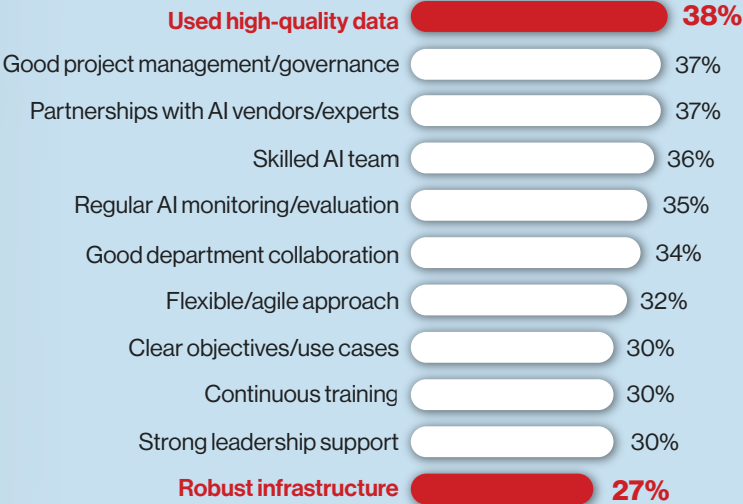 Used high-quality data 38%
Good project management/governance 37%
Partnerships with AI vendors/experts 37%
Skilled AI team 36%
Regular AI monitoring/evaluation 35%
Good department collaboration 34%
Flexible/agile approach 32%
Clear objectives/use cases 30%
Continuous training 30%
Strong leadership support 30%
Robust infrastructure 27%